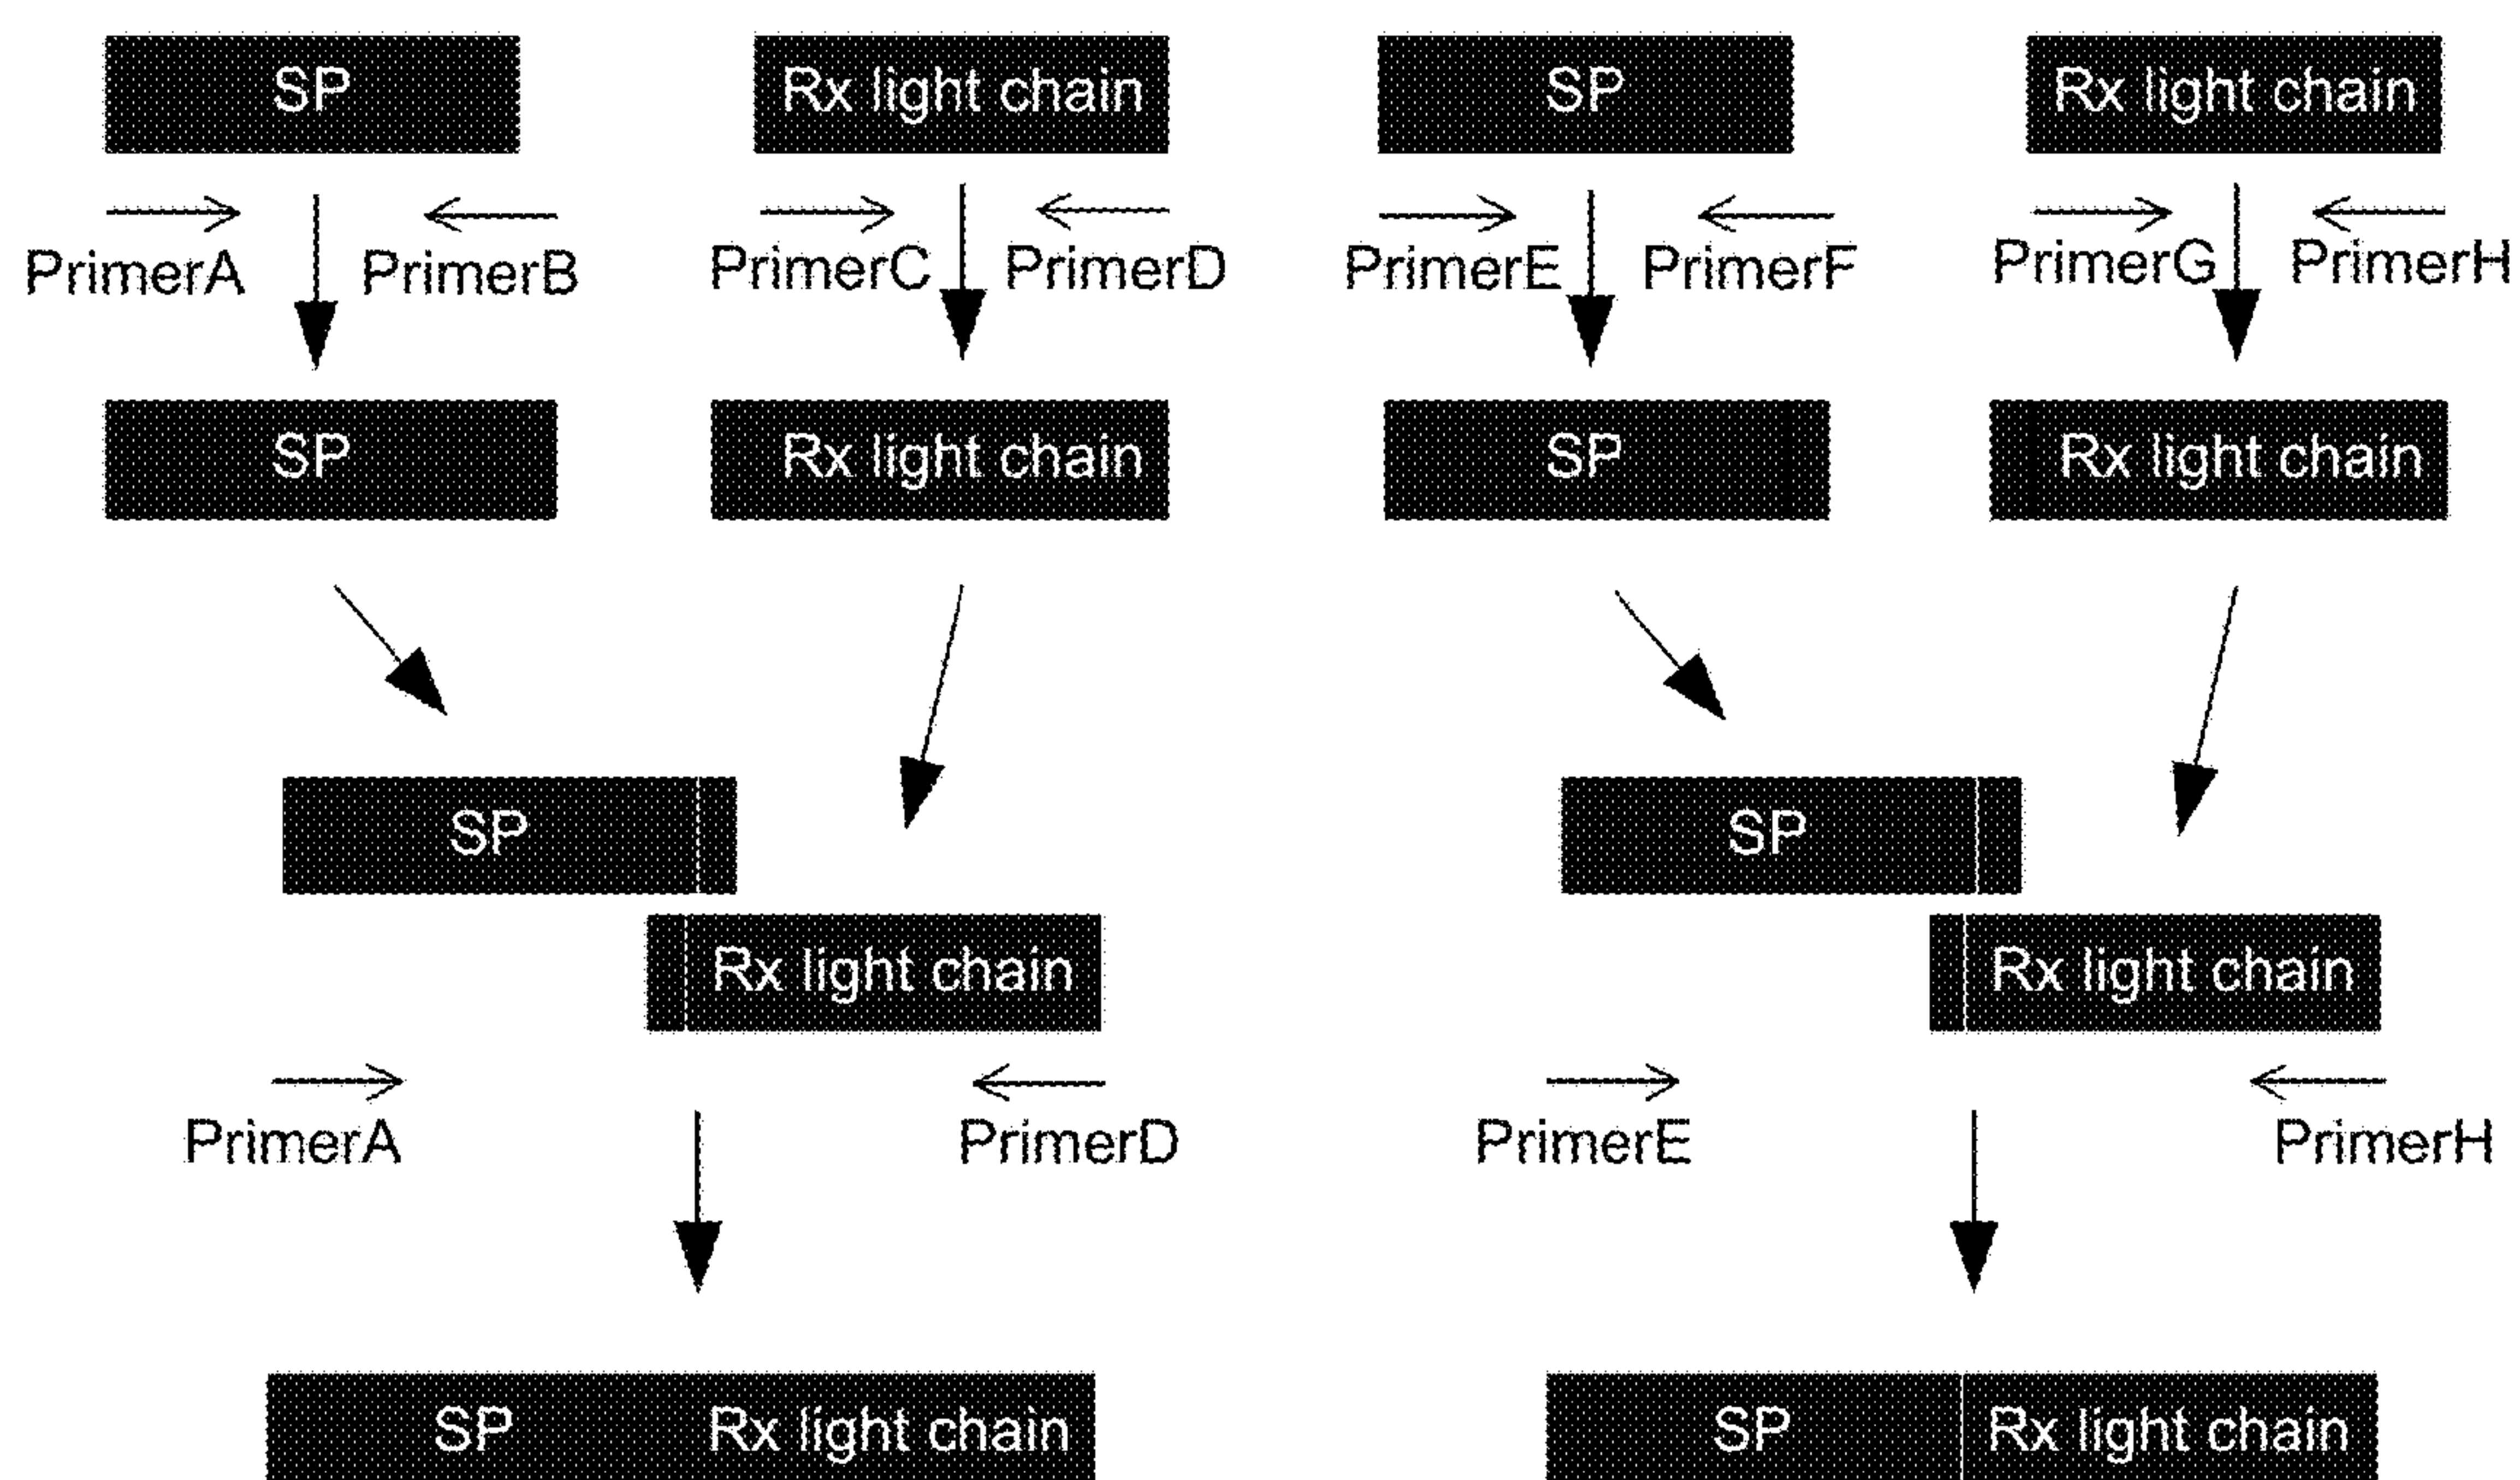 SP Rx light chain SP Rx light chain
PrimerA PrimerB PrimerC PrimerD PrimerE PrimerF PrimerG PrimerH
SP Rx light chain SP Rx light chain
SP SP
Rx light chain Rx light chain
PrimerA PrimerD PrimerE PrimerH
SP Rx light chain SP Rx light chain